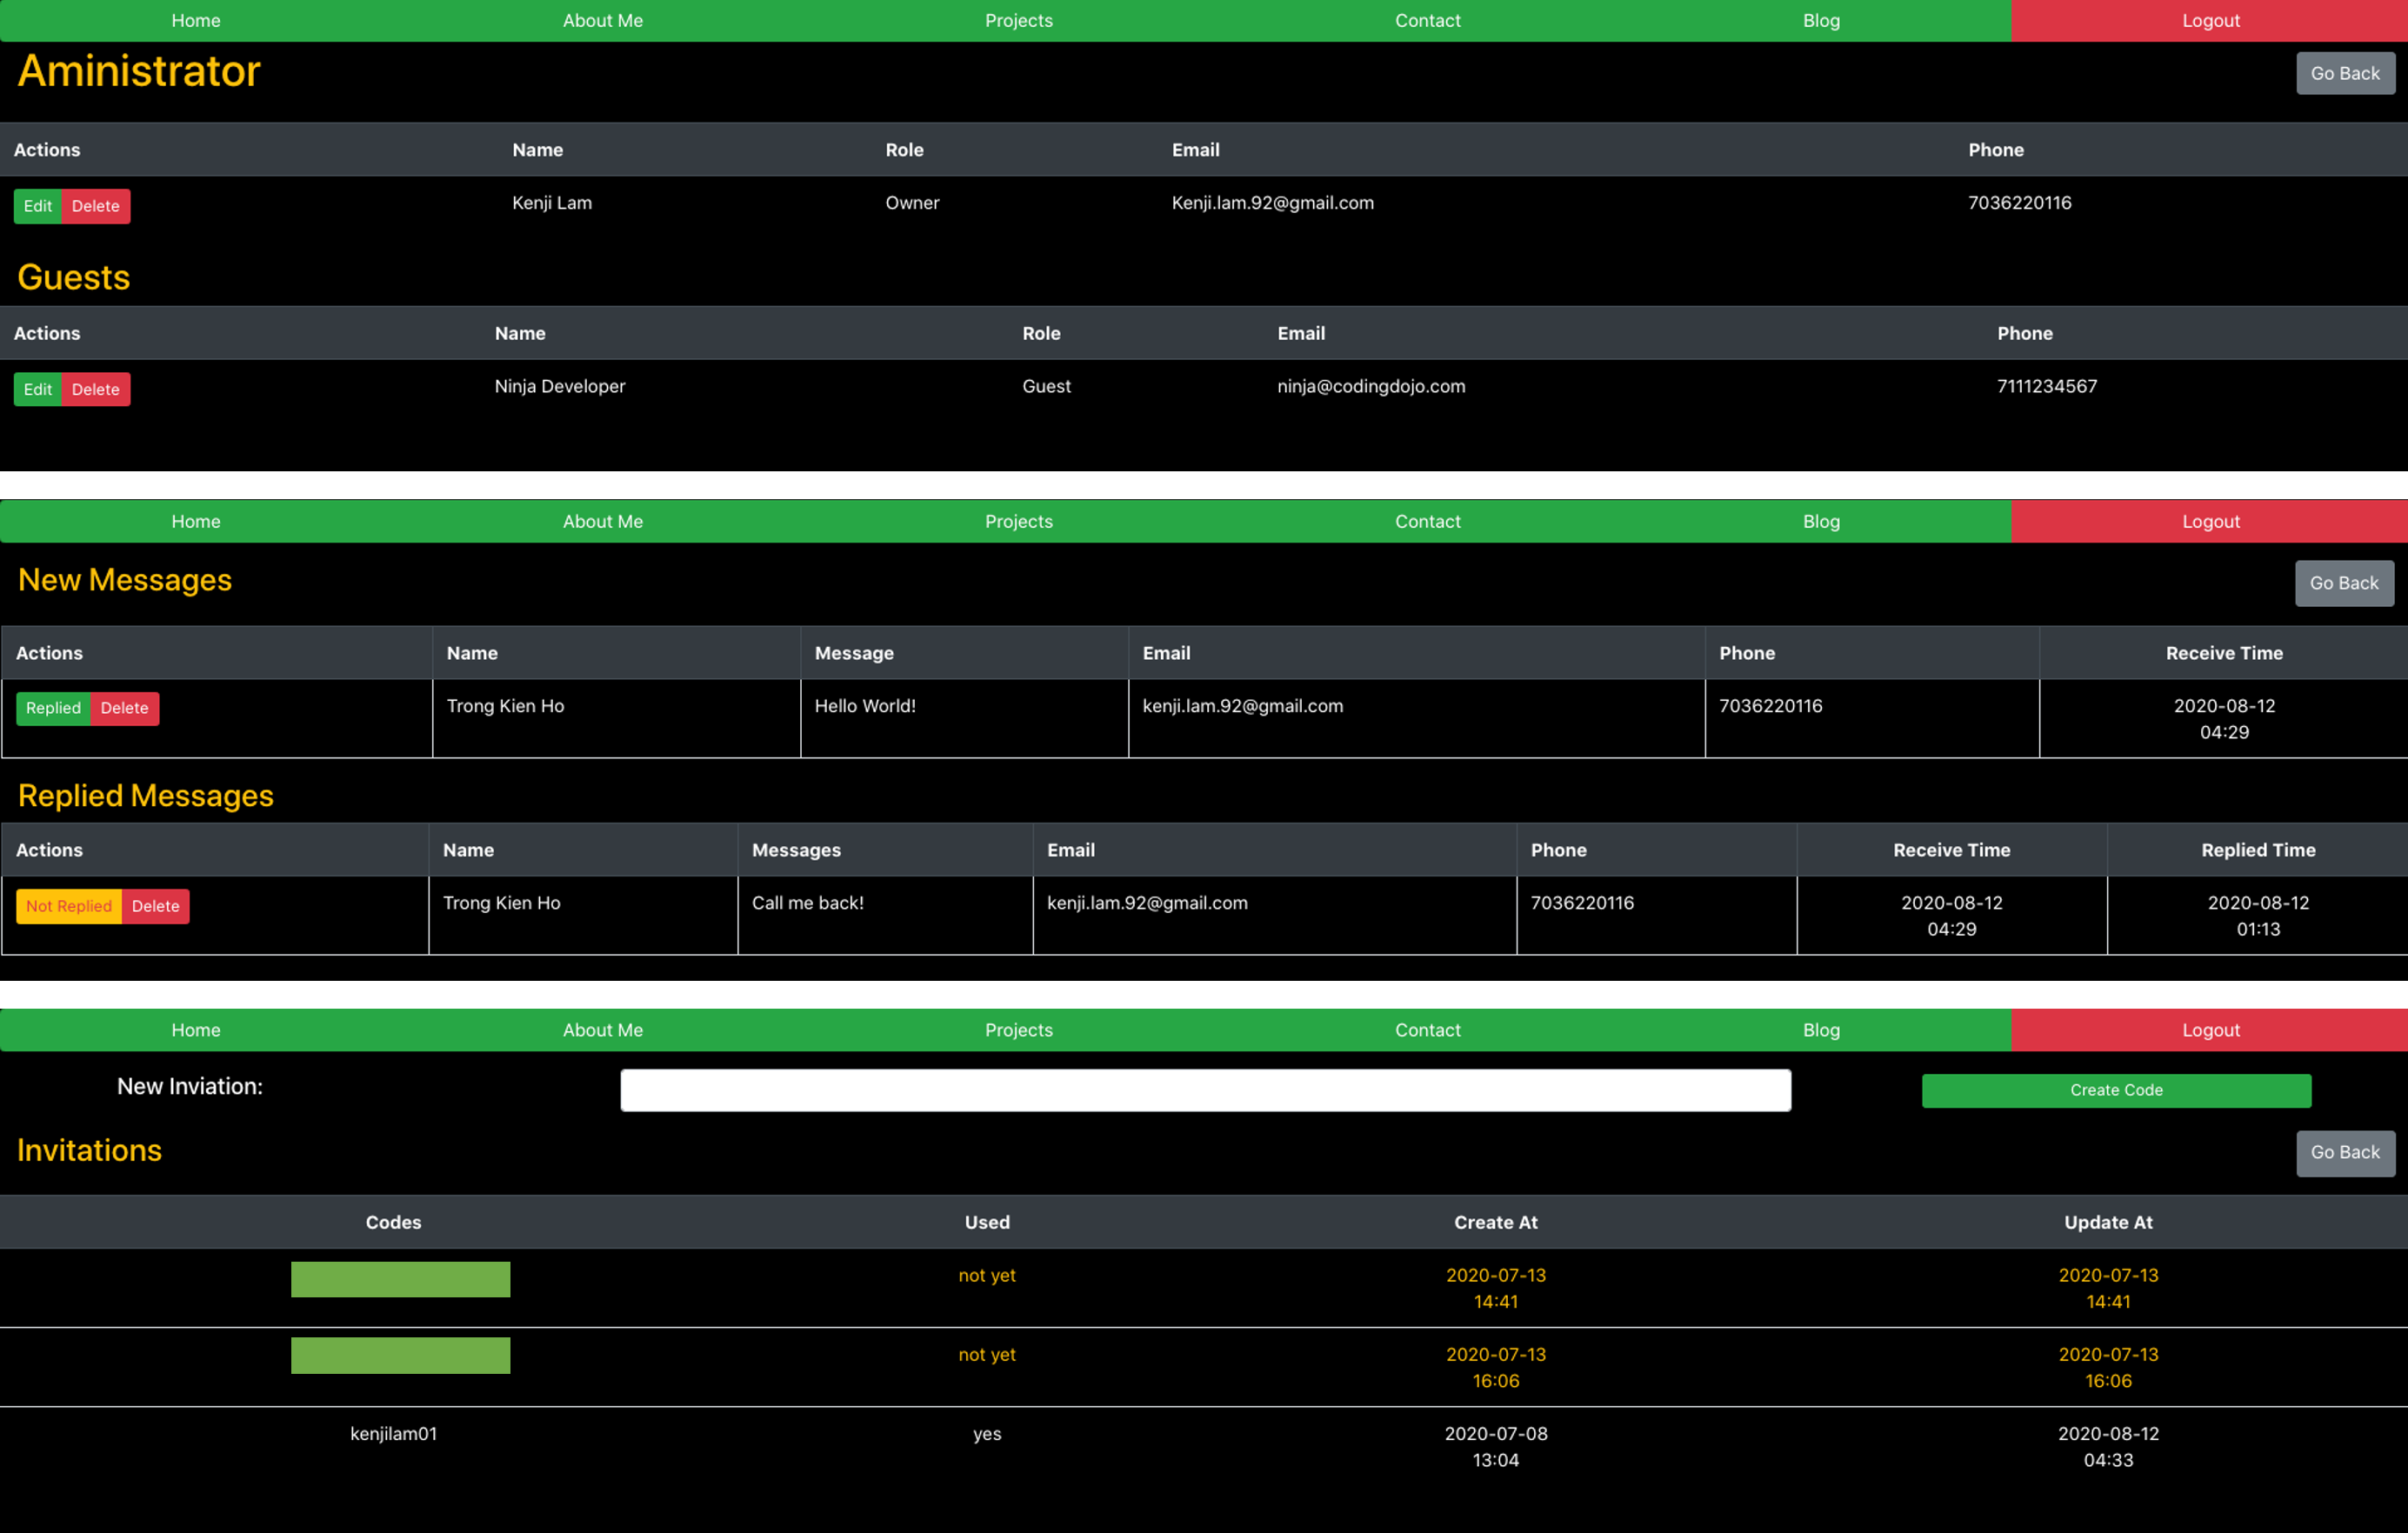 Home About Me Projects Contact Blog Logout
Aministrator Go Back
Actions Name Role Email Phone
Edit Delete Kenji Lam Owner Kenji.lam.92@gmail.com 7036220116
Guests
Actions Name Role Email Phone
Edit Delete Ninja Developer Guest ninja@codingdojo.com 7111234567
Home About Me Projects Contact Blog Logout
New Messages Go Back
Actions Name Message Email Phone Receive Time
Replied Delete Trong Kien Ho Hello World! kenji.lam.92@gmail.com 7036220116 2020-08-12
04:29
Replied Messages
Actions Name Messages Email Phone Receive Time Replied Time
Not Replied Delete Trong Kien Ho Call me back! kenji.lam.92@gmail.com 7036220116 2020-08-12 2020-08-12
04:29 01:13
Home About Me Projects Contact Blog Logout
New Inviation: Create Code
Invitations Go Back
Codes Used Create At Update At
not yet 2020-07-13 2020-07-13
14:41 14:41
not yet 2020-07-13 2020-07-13
16:06 16:06
kenjilam01 yes 2020-07-08 2020-08-12
13:04 04:33